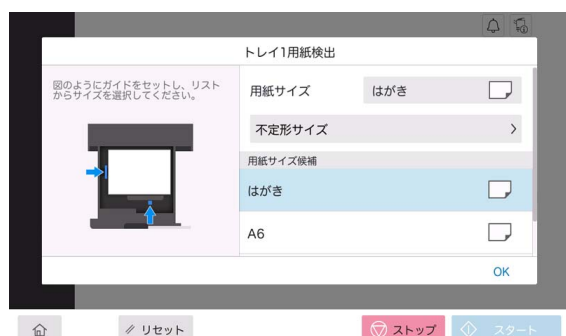 トレイ1用紙検出
図のようにガイドをセットし、リスト
からサイズを選択してください。
用紙サイズ
はがき
不定形サイズ
用紙サイズ候補
はがき
A6
OK
リセット
ストップ
スタート